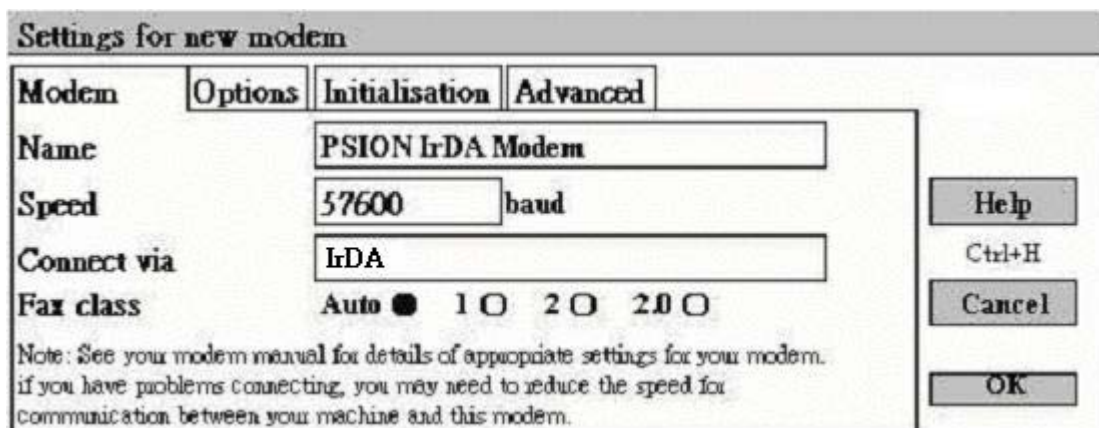 Settings for new modem
Modem Options Initialisation Advanced
Name PSION IrDA Modem
Speed 57600 baud
Connect via IrDA
Fax class Auto 1 2 2.0
Note: See your modem manual for details of appropriate settings for your modem.
if you have problems connecting, you may need to reduce the speed for
communication between your machine and this modem.
Help
Ctrl+H
Cancel
OK